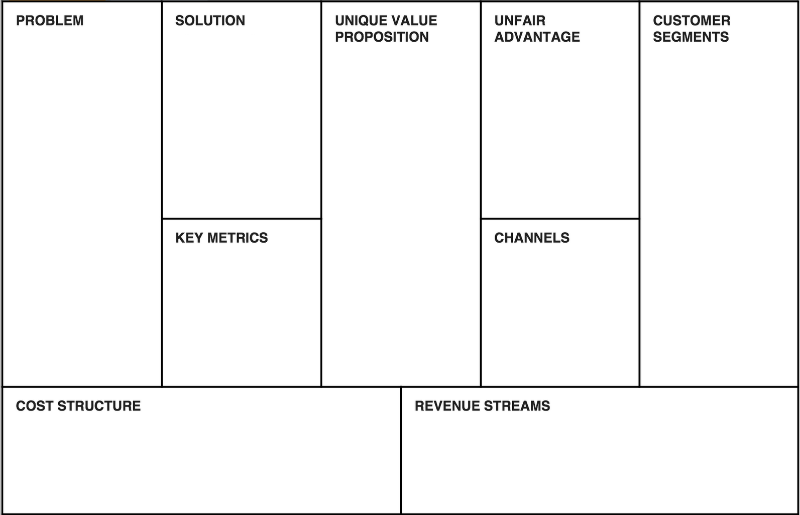 PROBLEM
SOLUTION
UNIQUE VALUE
PROPOSITION
UNFAIR
ADVANTAGE
CUSTOMER
SEGMENTS
KEY METRICS
CHANNELS
COST STRUCTURE
REVENUE STREAMS